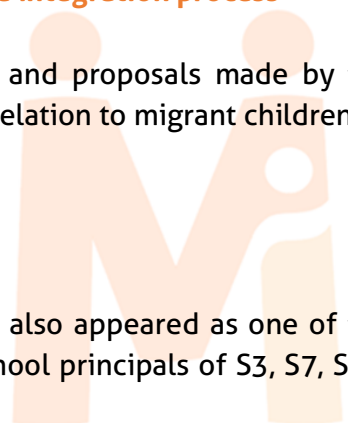 integration process
and proposals made by
elation to migrant children
also appeared as one of
hool principals of S3, S7, S